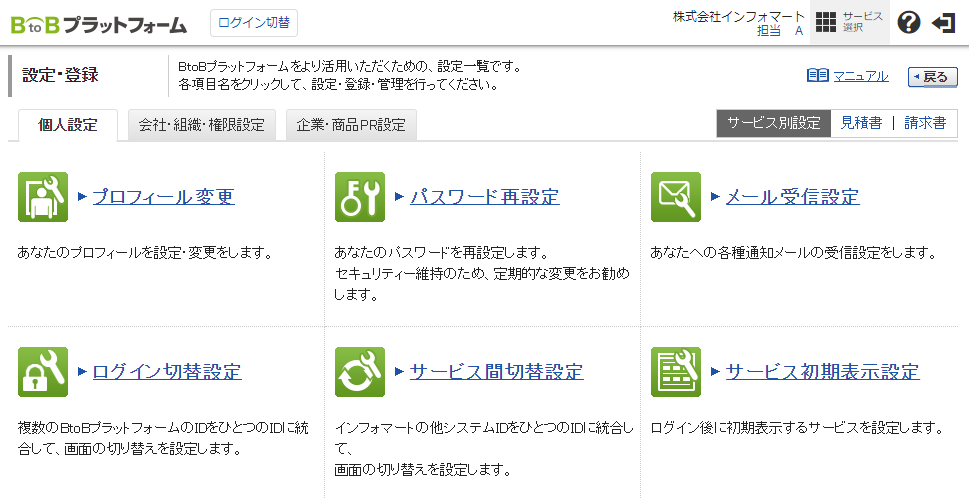 BtoBプラットフォーム
ログイン切替
株式会社インフォマート
担当 A
サービス
選択
設定・登録
BtoBプラットフォームをより活用いただくための、設定一覧です。
各項目名をクリックして、設定・登録・管理を行ってください。
マニュアル
戻る
個人設定
会社・組織・権限設定
企業・商品PR設定
サービス別設定
見積書 | 請求書
プロフィール変更
あなたのプロフィールを設定・変更をします。
パスワード再設定
あなたのパスワードを再設定します。
セキュリティー維持のため、定期的な変更をお勧め
します。
メール受信設定
あなたへの各種通知メールの受信設定をします。
ログイン切替設定
複数のBtoBプラットフォームのIDをひとつのIDに統
合して、画面の切り替えを設定します。
サービス間切替設定
インフォマートの他システムIDをひとつのIDに統合し
て、
画面の切り替えを設定します。
サービス初期表示設定
ログイン後に初期表示するサービスを設定します。